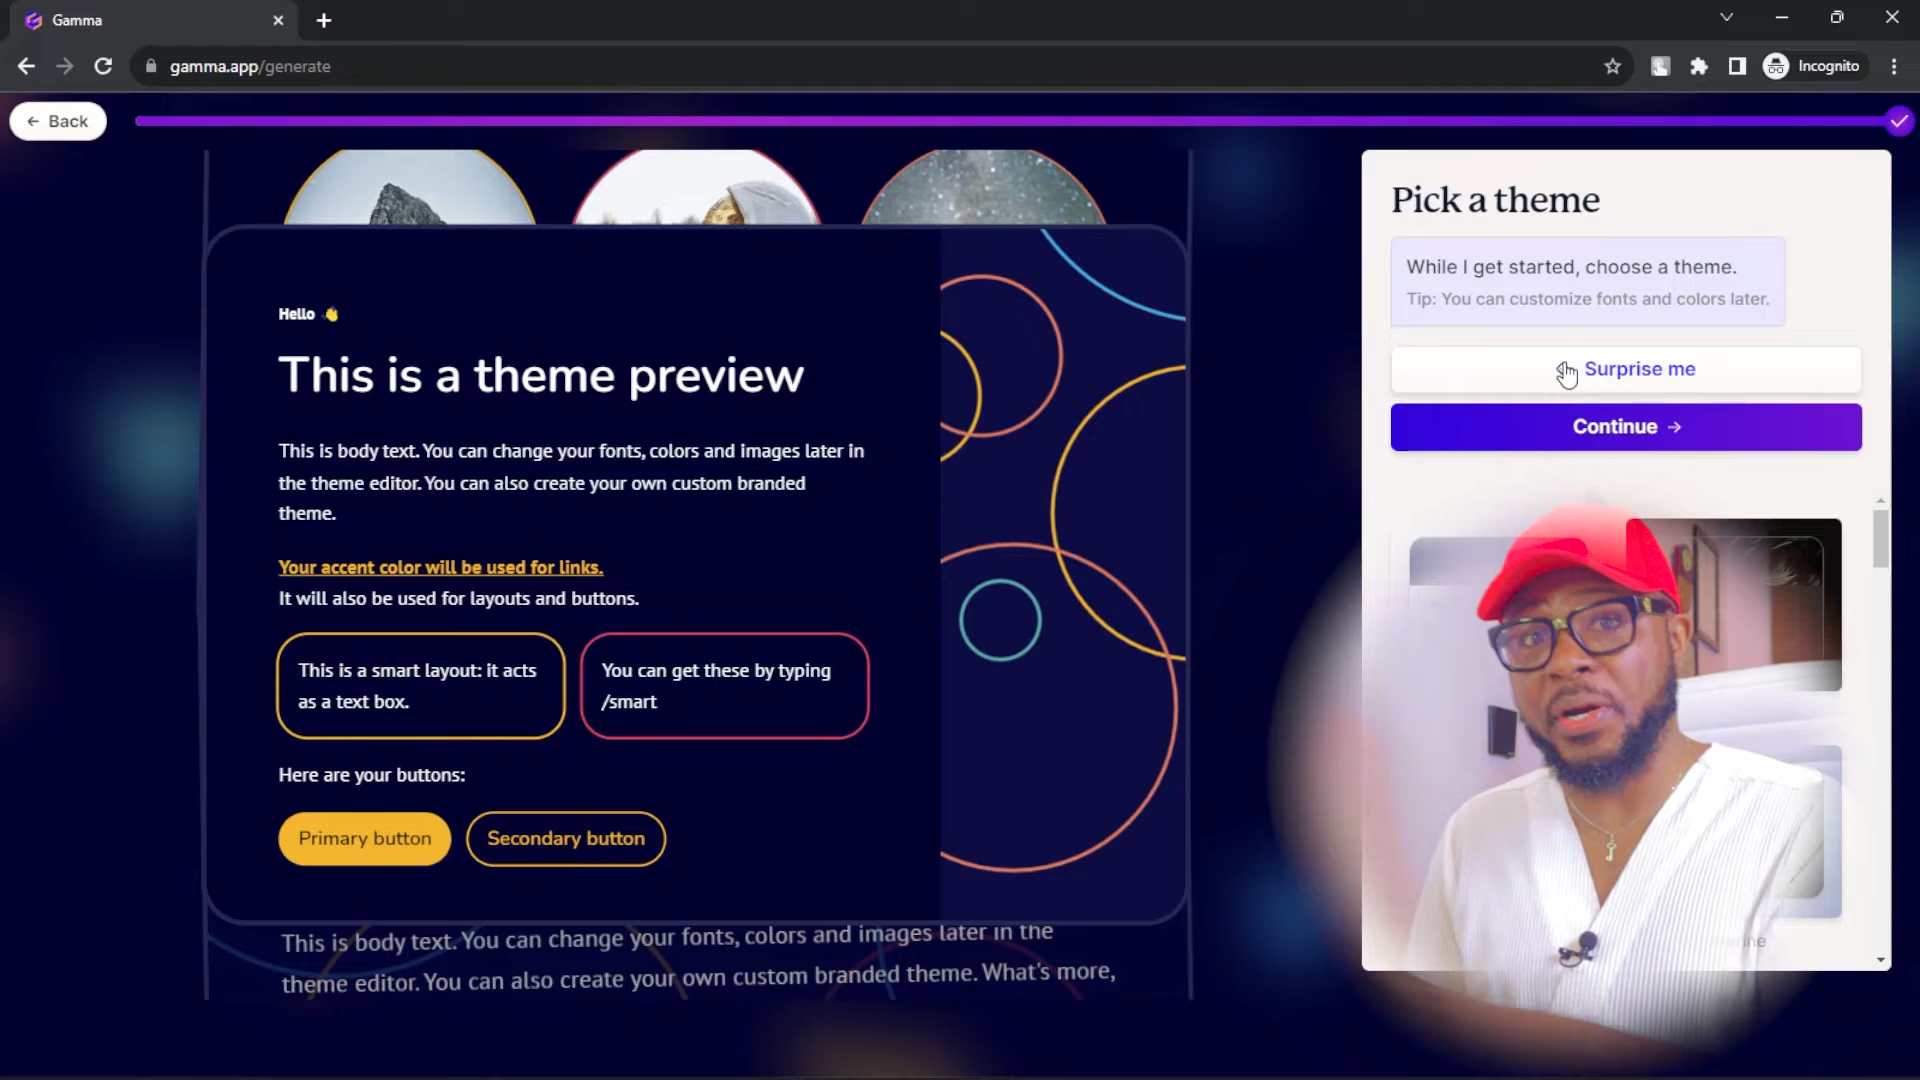 Gamma
gamma.app/generate
Incognito
← Back
Hello 👋
This is a theme preview
This is body text. You can change your fonts, colors and images later in
the theme editor. You can also create your own custom branded
theme.
Your accent color will be used for links.
It will also be used for layouts and buttons.
This is a smart layout: it acts
as a text box.
You can get these by typing
/smart
Here are your buttons:
Primary button
Secondary button
This is body text. You can change your fonts, colors and images later in the
theme editor. You can also create your own custom branded theme. What's more,
Pick a theme
While I get started, choose a theme.
Tip: You can customize fonts and colors later.
Surprise me
Continue →